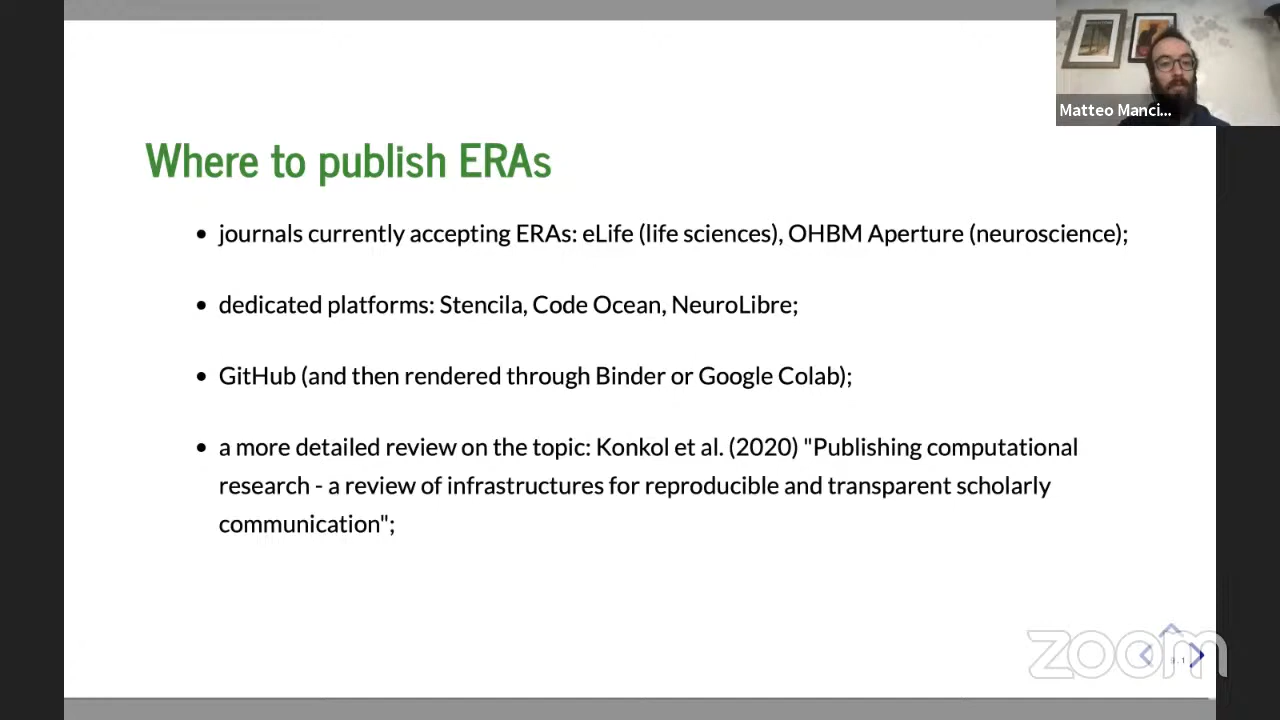 Matteo Manci...
Where to publish ERAs
journals currently accepting ERAs: eLife (life sciences), OHBM Aperture (neuroscience);
dedicated platforms: Stencila, Code Ocean, NeuroLibre;
GitHub (and then rendered through Binder or Google Colab);
a more detailed review on the topic: Konkol et al. (2020) "Publishing computational
research - a review of infrastructures for reproducible and transparent scholarly
communication";
zoom
9.1